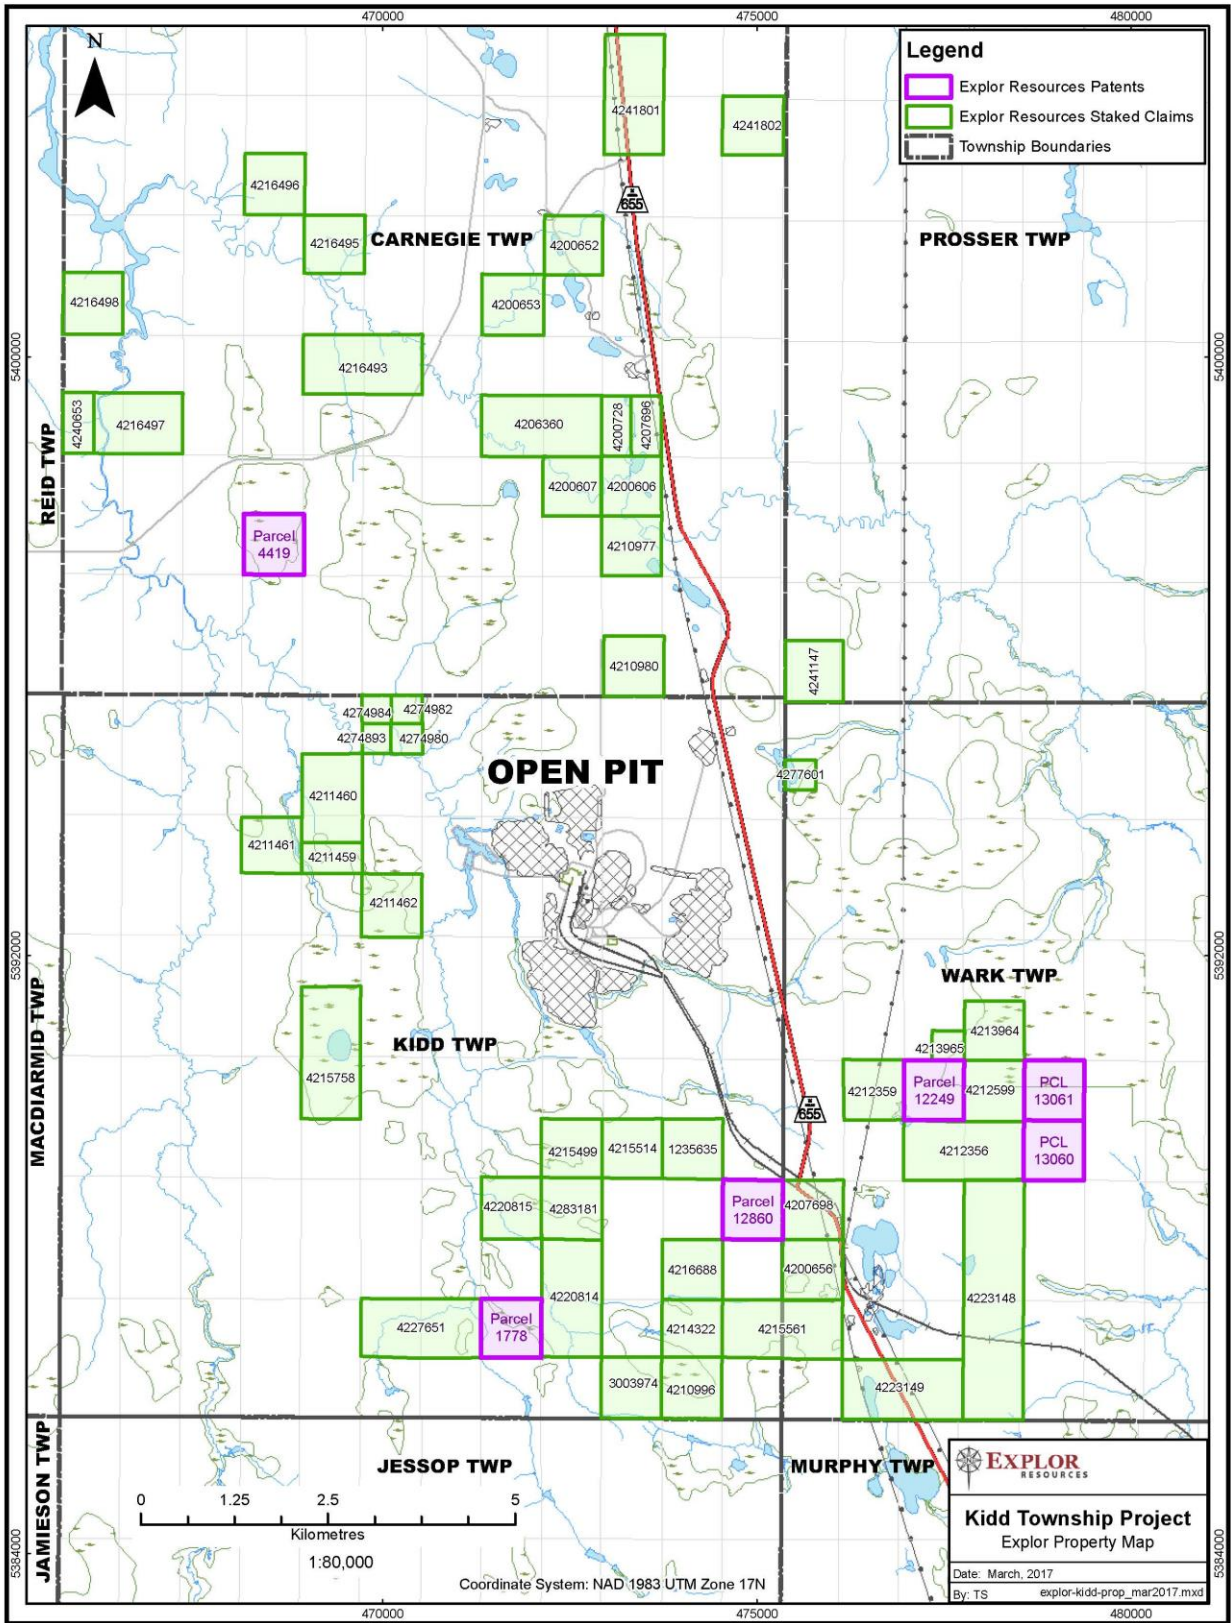 470000
475000
480000
N
Legend
Explor Resources Patents
Explor Resources Staked Claims
Township Boundaries
4241801
4241802
655
4216496
4216495
CARNEGIE TWP
4200652
PROSSER TWP
4216498
4200653
5400000
5400000
4216493
4240653
4216497
4206360
4200728
4207696
REID TWP
4200607
4200606
Parcel
4419
4210977
4210980
4241147
4274984
4274982
4274893
4274980
OPEN PIT
4277601
4211460
4211461
4211459
4211462
5392000
5392000
WARK TWP
MACDIARMID TWP
KIDD TWP
4213964
4213965
4215758
4212359
Parcel
12249
4212599
PCL
13061
655
4215499
4215514
1235635
4212356
PCL
13060
4220815
4283181
Parcel
12860
4207698
4216688
4200656
4220814
4223148
4227651
Parcel
1778
4214322
4215561
3003974
4210996
4223149
JAMIESON TWP
JESSOP TWP
MURPHY TWP
EXPLOR
RESOURCES
0 1.25 2.5 5
Kilometres
1:80,000
Kidd Township Project
Explor Property Map
5384000
5384000
Coordinate System: NAD 1983 UTM Zone 17N
Date: March, 2017
By: TS explor-kidd-prop_mar2017.mxd
470000
475000
480000